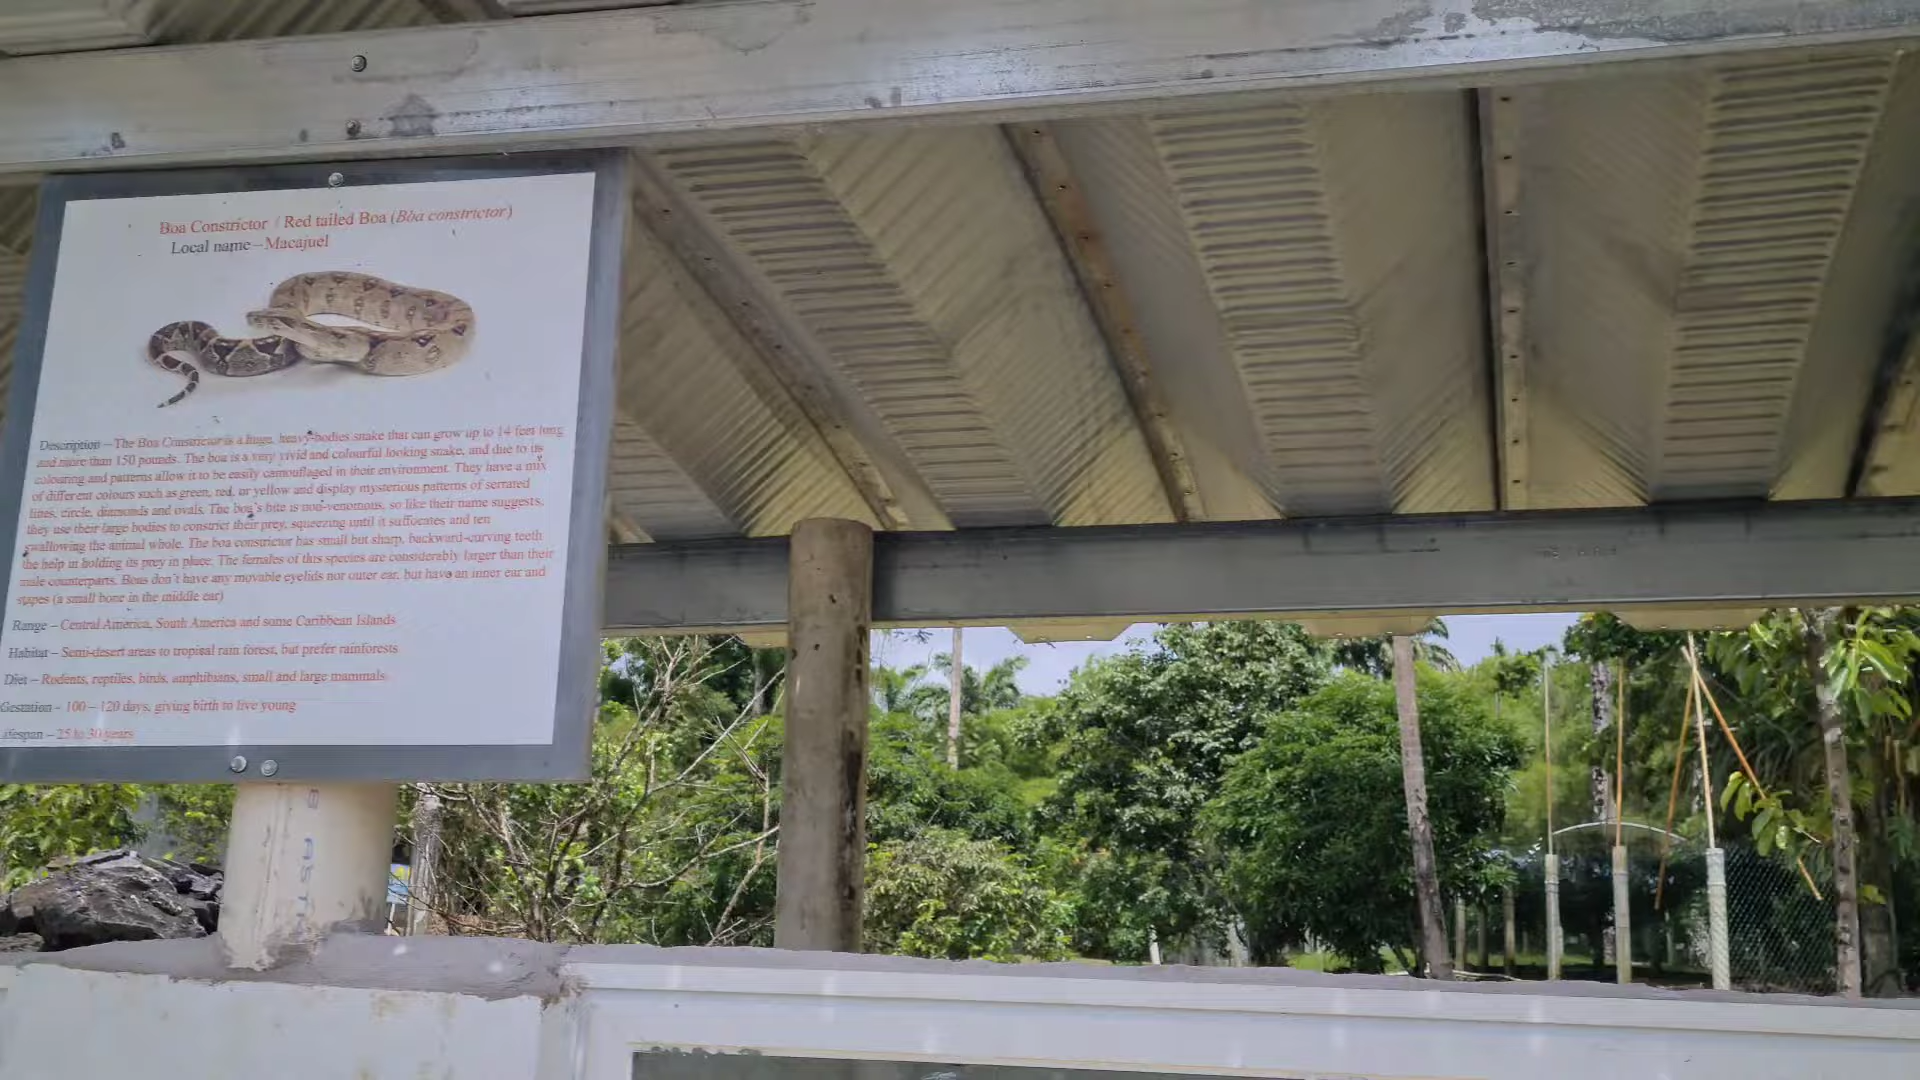 Boa Constrictor / Red tailed Boa (Boa constrictor)
Local name – Macajuel
Description – The Boa Constrictor is a huge, heavy-bodies snake that can grow up to 14 feet long
and more than 150 pounds. The boa is a very vivid and colourful looking snake, and due to its
colouring and patterns allow it to be easily camouflaged in their environment. They have a mix
of different colours such as green, red, or yellow and display mysterious patterns of serrated
lines, circle, diamonds and ovals. The boa's bite is non-venomous, so like their name suggests,
they use their large bodies to constrict their prey, squeezing until it suffocates and ten
swallowing the animal whole. The boa constrictor has small but sharp, backward-curving teeth
the help in holding its prey in place. The females of this species are considerably larger than their
male counterparts. Boas don't have any movable eyelids nor outer ear, but have an inner ear and
stapes (a small bone in the middle ear)
Range – Central America, South America and some Caribbean Islands
Habitat – Semi-desert areas to tropical rain forest, but prefer rainforests
Diet – Rodents, reptiles, birds, amphibians, small and large mammals
Gestation – 100 – 120 days, giving birth to live young
ifespan – 25 to 30 years